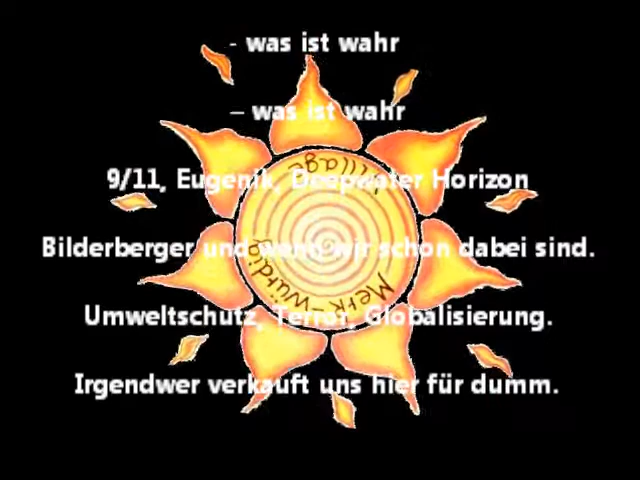 - was ist wahr
– was ist wahr
9/11, Eugenik, Deepwater Horizon
Bilderberger und wenn wir schon dabei sind.
Umweltschutz, Terror, Globalisierung.
Irgendwer verkauft uns hier für dumm.
Village
Merk-würdig